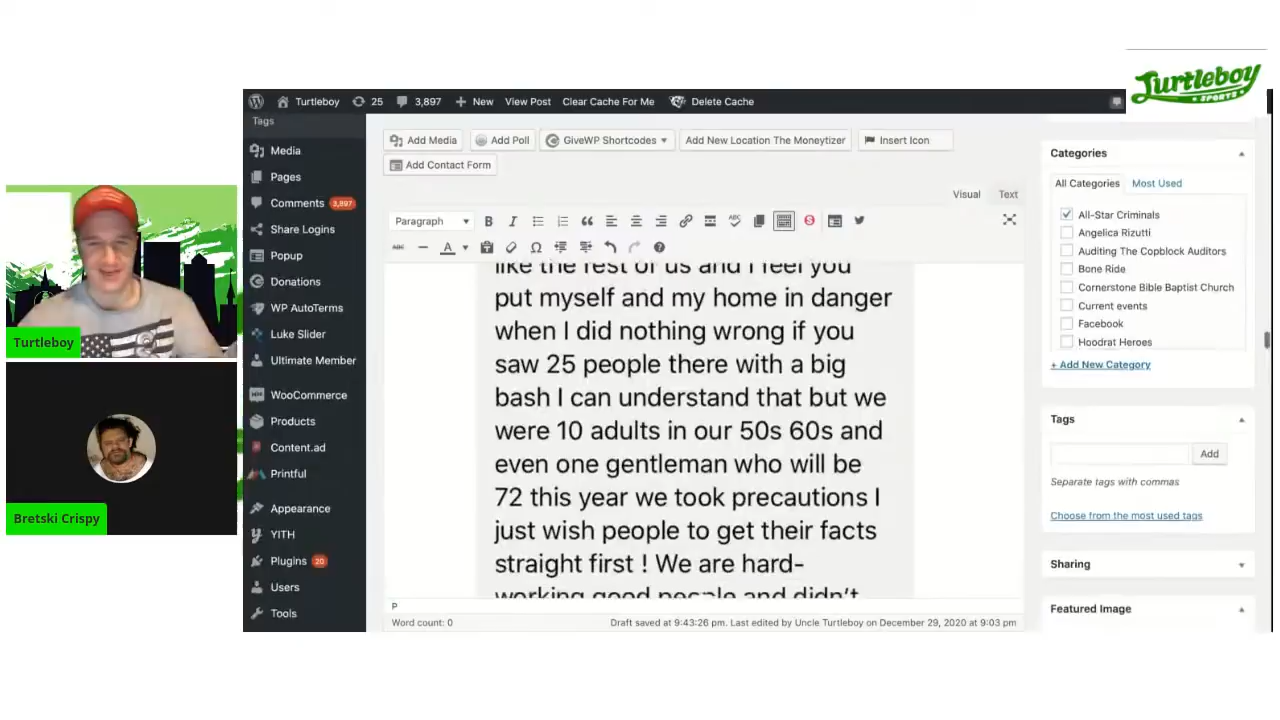 Turtleboy
SPORTS
Turtleboy
25
3,897
New
View Post
Clear Cache For Me
Delete Cache
Tags
Media
Pages
Comments 3,897
Share Logins
Popup
Donations
WP AutoTerms
Luke Slider
Ultimate Member
WooCommerce
Products
Content.ad
Printful
Appearance
YITH
Plugins 20
Users
Tools
Add Media
Add Poll
GiveWP Shortcodes
Add New Location The Moneytizer
Insert Icon
Add Contact Form
Visual
Text
Paragraph
B I
ABC
A
like the rest of us and I feel you
put myself and my home in danger
when I did nothing wrong if you
saw 25 people there with a big
bash I can understand that but we
were 10 adults in our 50s 60s and
even one gentleman who will be
72 this year we took precautions I
just wish people to get their facts
straight first ! We are hard-
working good people and didn't
P
Word count: 0
Draft saved at 9:43:26 pm. Last edited by Uncle Turtleboy on December 29, 2020 at 9:03 pm
Categories
All Categories
Most Used
All-Star Criminals
Angelica Rizutti
Auditing The Copblock Auditors
Bone Ride
Cornerstone Bible Baptist Church
Current events
Facebook
Hoodrat Heroes
+ Add New Category
Tags
Add
Separate tags with commas
Choose from the most used tags
Sharing
Featured Image
Turtleboy
Bretski Crispy